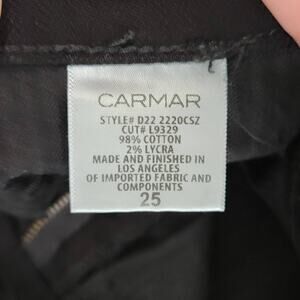 CARMAR
STYLE# D22 2220CSZ
CUT# L9329
98% COTTON
2% LYCRA
MADE AND FINISHED IN
LOS ANGELES
OF IMPORTED FABRIC AND
COMPONENTS
25